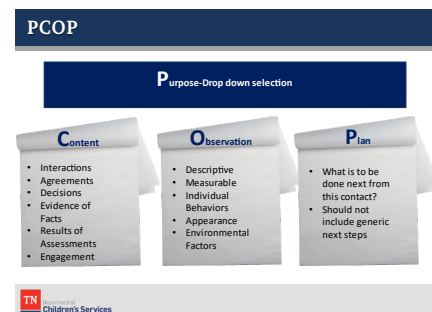 PCOP
Purpose-Drop down selection
Content
• Interactions
• Agreements
• Decisions
• Evidence of
Facts
• Results of
Assessments
• Engagement
Observation
• Descriptive
• Measurable
• Individual
Behaviors
• Appearance
• Environmental
Factors
Plan
• What is to be
done next from
this contact?
• Should not
include generic
next steps
TN
Department of
Children's Services